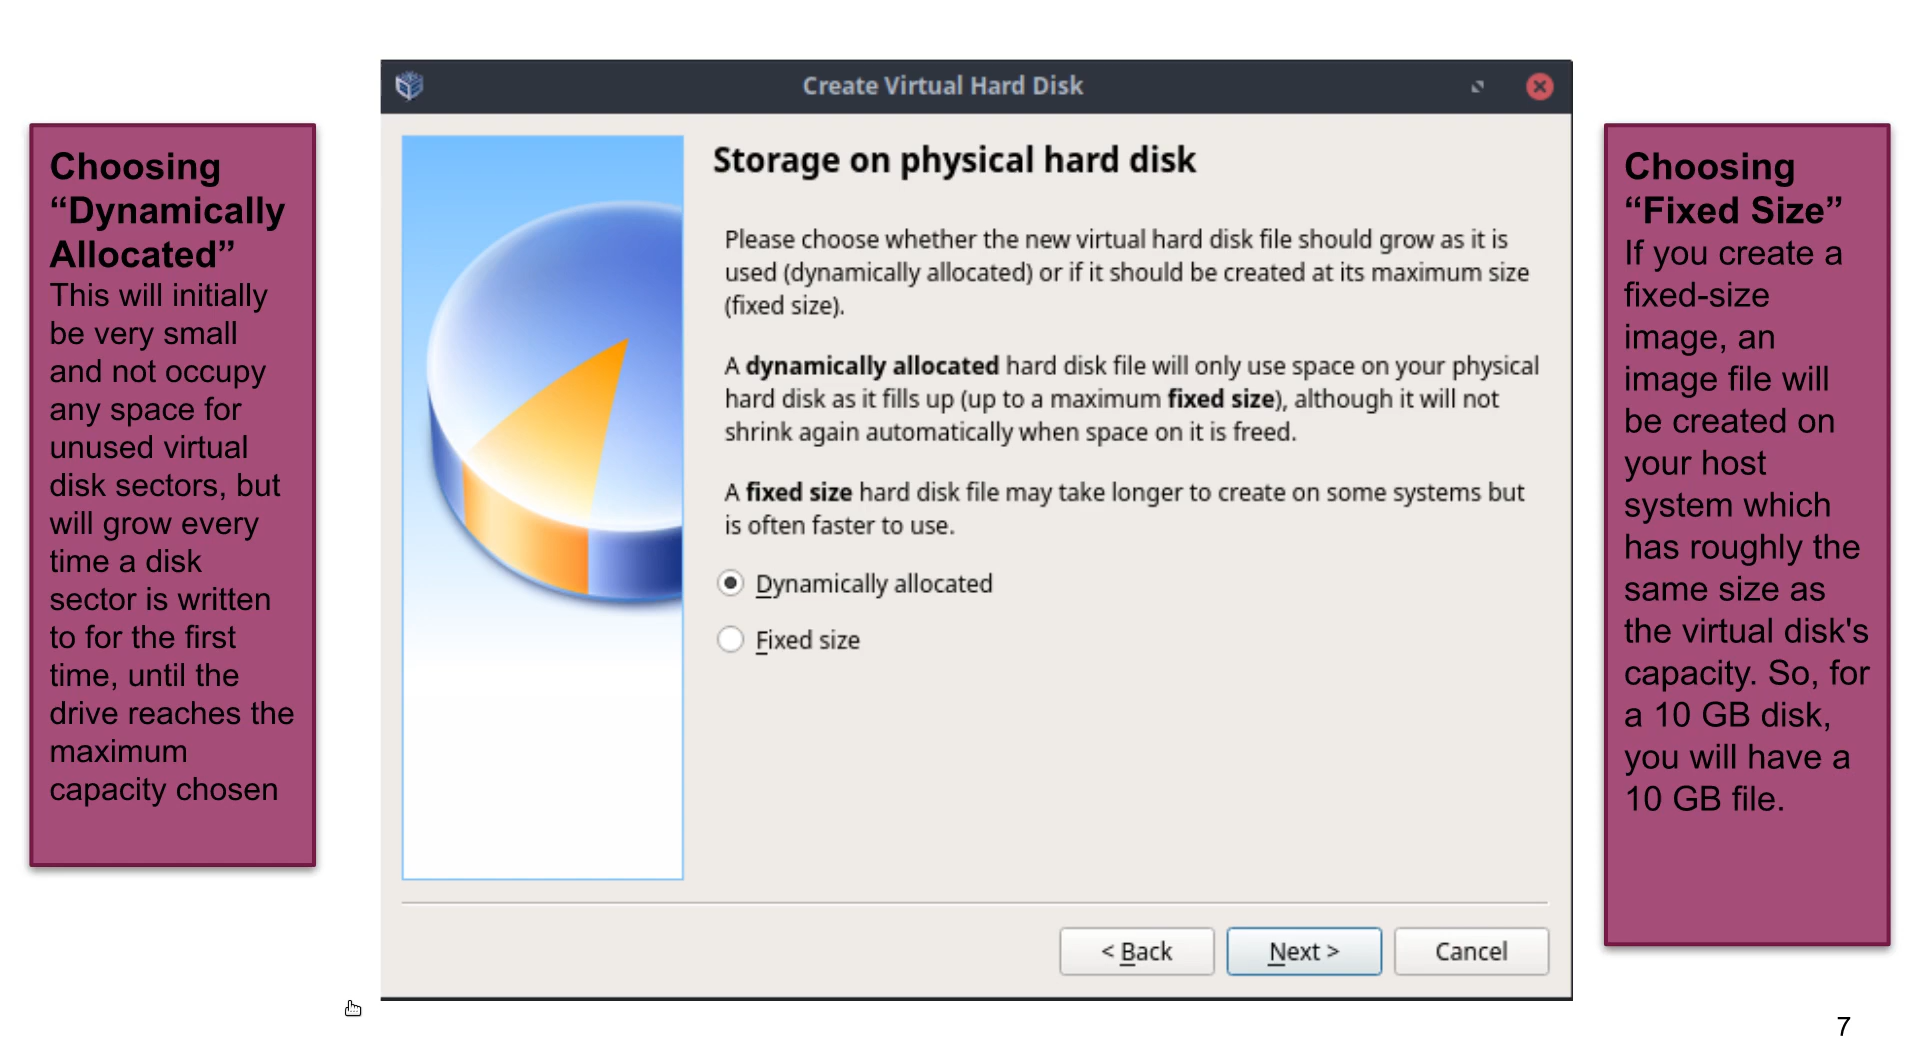 Choosing
“Dynamically
Allocated”
This will initially
be very small
and not occupy
any space for
unused virtual
disk sectors, but
will grow every
time a disk
sector is written
to for the first
time, until the
drive reaches the
maximum
capacity chosen
Create Virtual Hard Disk
Storage on physical hard disk
Please choose whether the new virtual hard disk file should grow as it is
used (dynamically allocated) or if it should be created at its maximum size
(fixed size).
A dynamically allocated hard disk file will only use space on your physical
hard disk as it fills up (up to a maximum fixed size), although it will not
shrink again automatically when space on it is freed.
A fixed size hard disk file may take longer to create on some systems but
is often faster to use.
Dynamically allocated
Fixed size
< Back Next > Cancel
Choosing
“Fixed Size”
If you create a
fixed-size
image, an
image file will
be created on
your host
system which
has roughly the
same size as
the virtual disk's
capacity. So, for
a 10 GB disk,
you will have a
10 GB file.
7